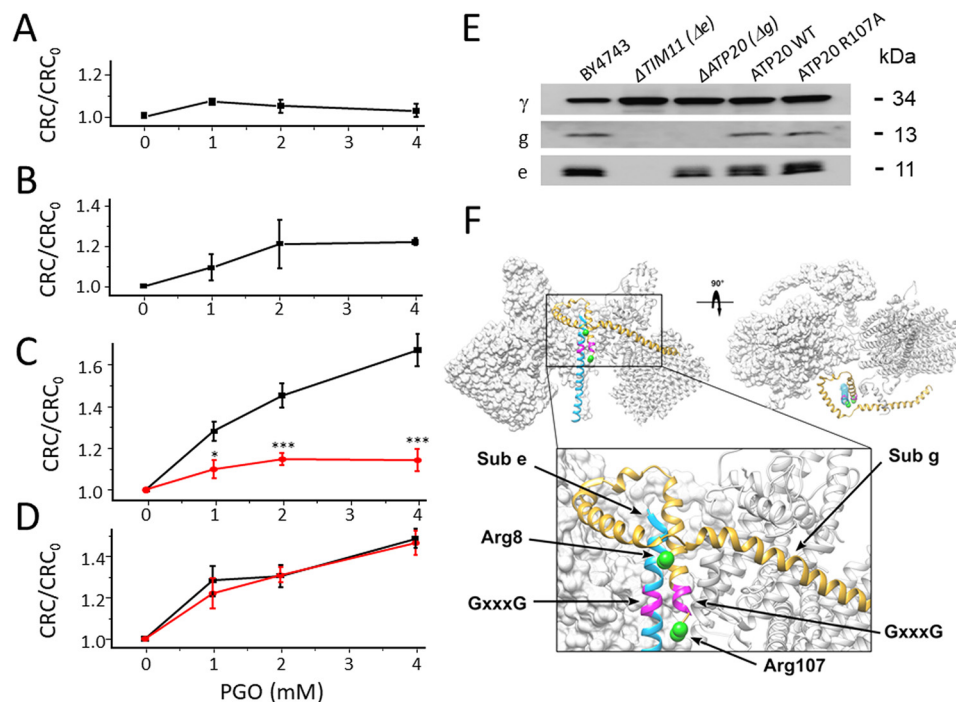 A
CRC/CRC0
1.2
1.0
0 1 2 3 4
B
CRC/CRC0
1.4
1.2
1.0
0 1 2 3 4
C
CRC/CRC0
1.6
1.4
1.2
1.0
* *** ***
0 1 2 3 4
D
CRC/CRC0
1.4
1.2
1.0
0 1 2 3 4
PGO (mM)
E
BY4743 ΔTIM11 (Δe) ΔATP20 (Δg) ATP20 WT ATP20 R107A kDa
γ - 34
g - 13
e - 11
F
90°
Sub e Sub g
Arg8
GxxxG GxxxG
Arg107